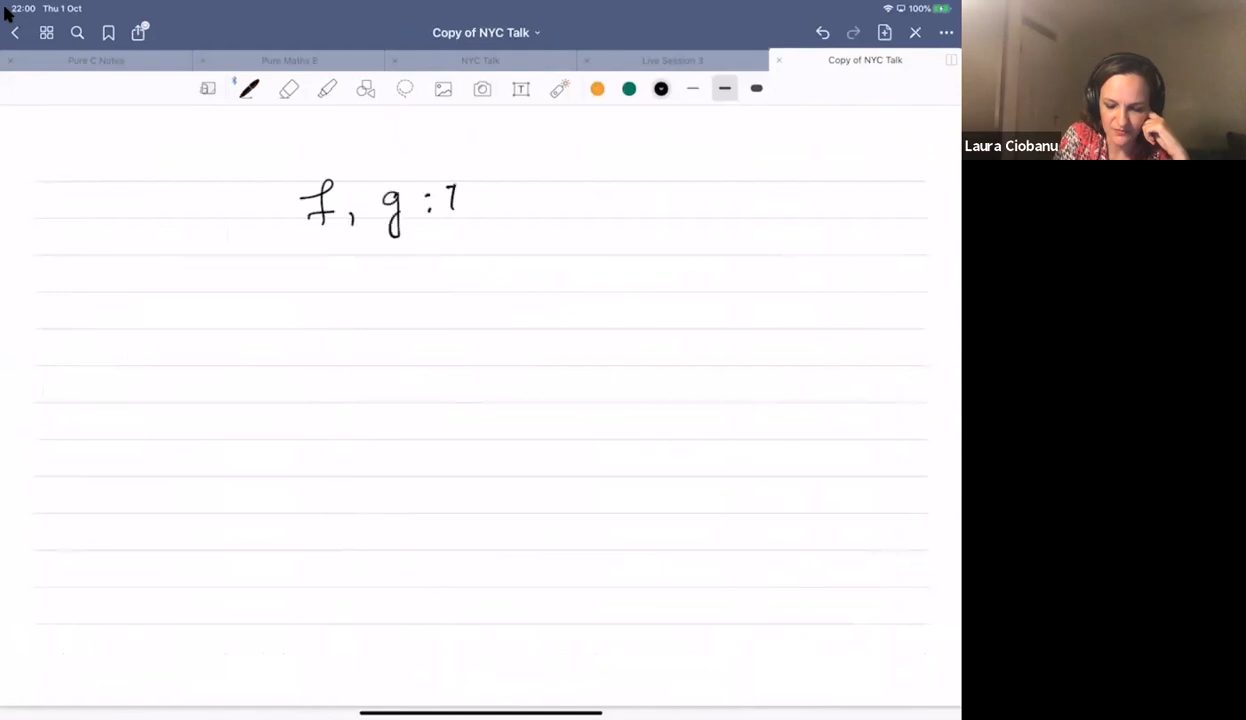 22:00 Thu 1 Oct
100%
Copy of NYC Talk
Pure C Notes
Pure Maths E
NYC Talk
Live Session 3
Copy of NYC Talk
T
Laura Ciobanu
f, g :